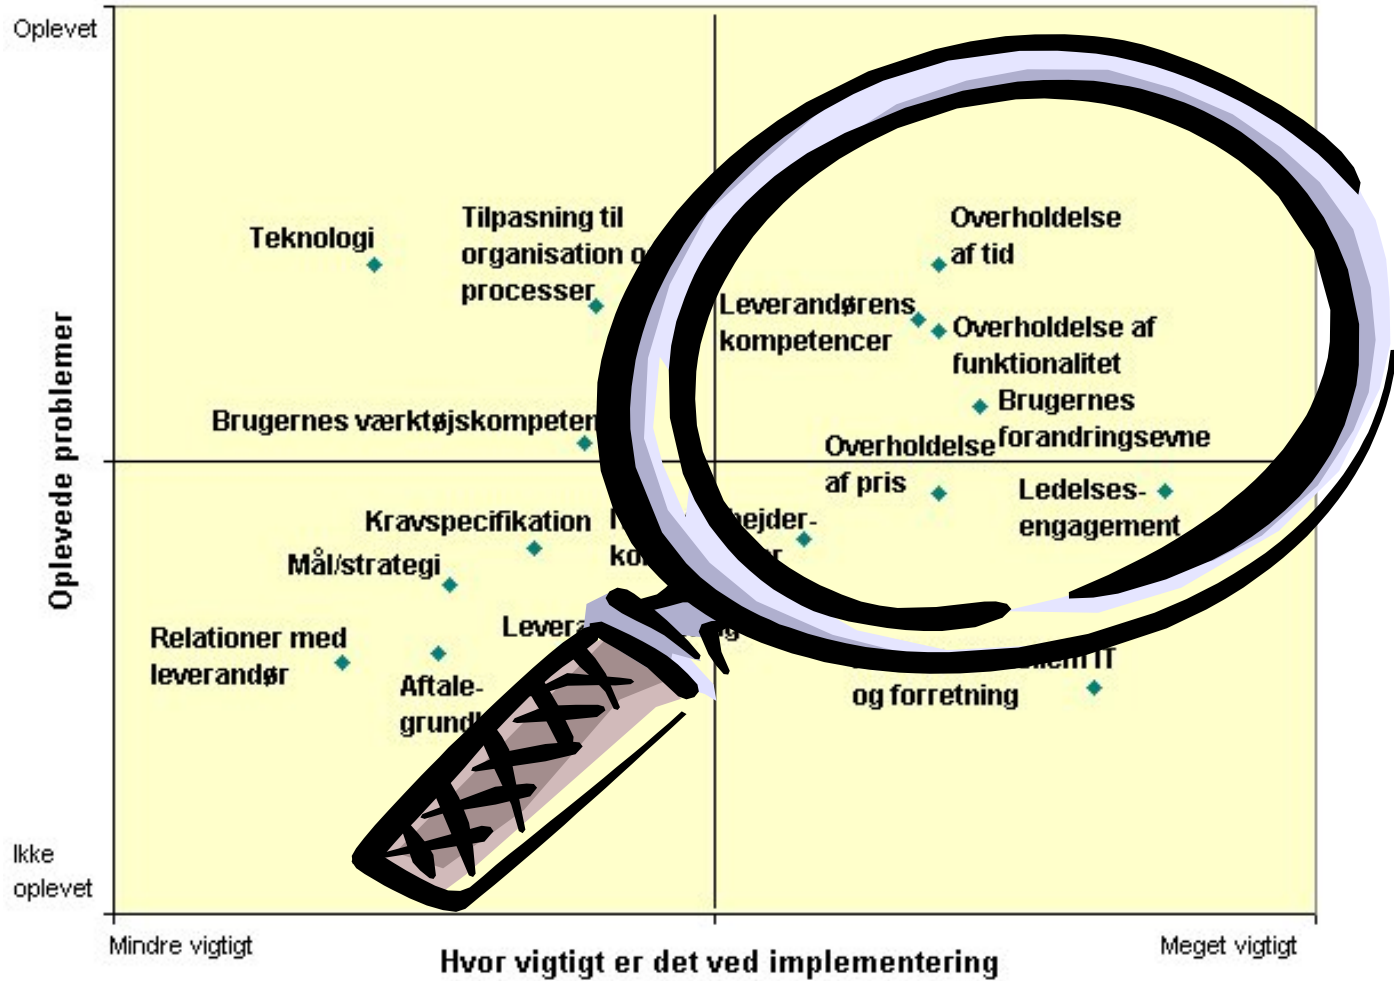 Oplevet
Teknologi
Tilpasning til
organisation
processer
Overholdelse
af tid
Leverandørens
kompetencer
Overholdelse af
funktionalitet
Brugernes
forandringsevne
Brugernes
Overholdelse
af pris
Ledelses-
engagement
Kravspecifikation
Mål/strategi
Relationer med
leverandør
Aftale-
IT
og forretning
Oplevede problemer
Ikke
oplevet
Mindre vigtigt
Meget vigtigt
Hvor vigtigt er det ved implementering